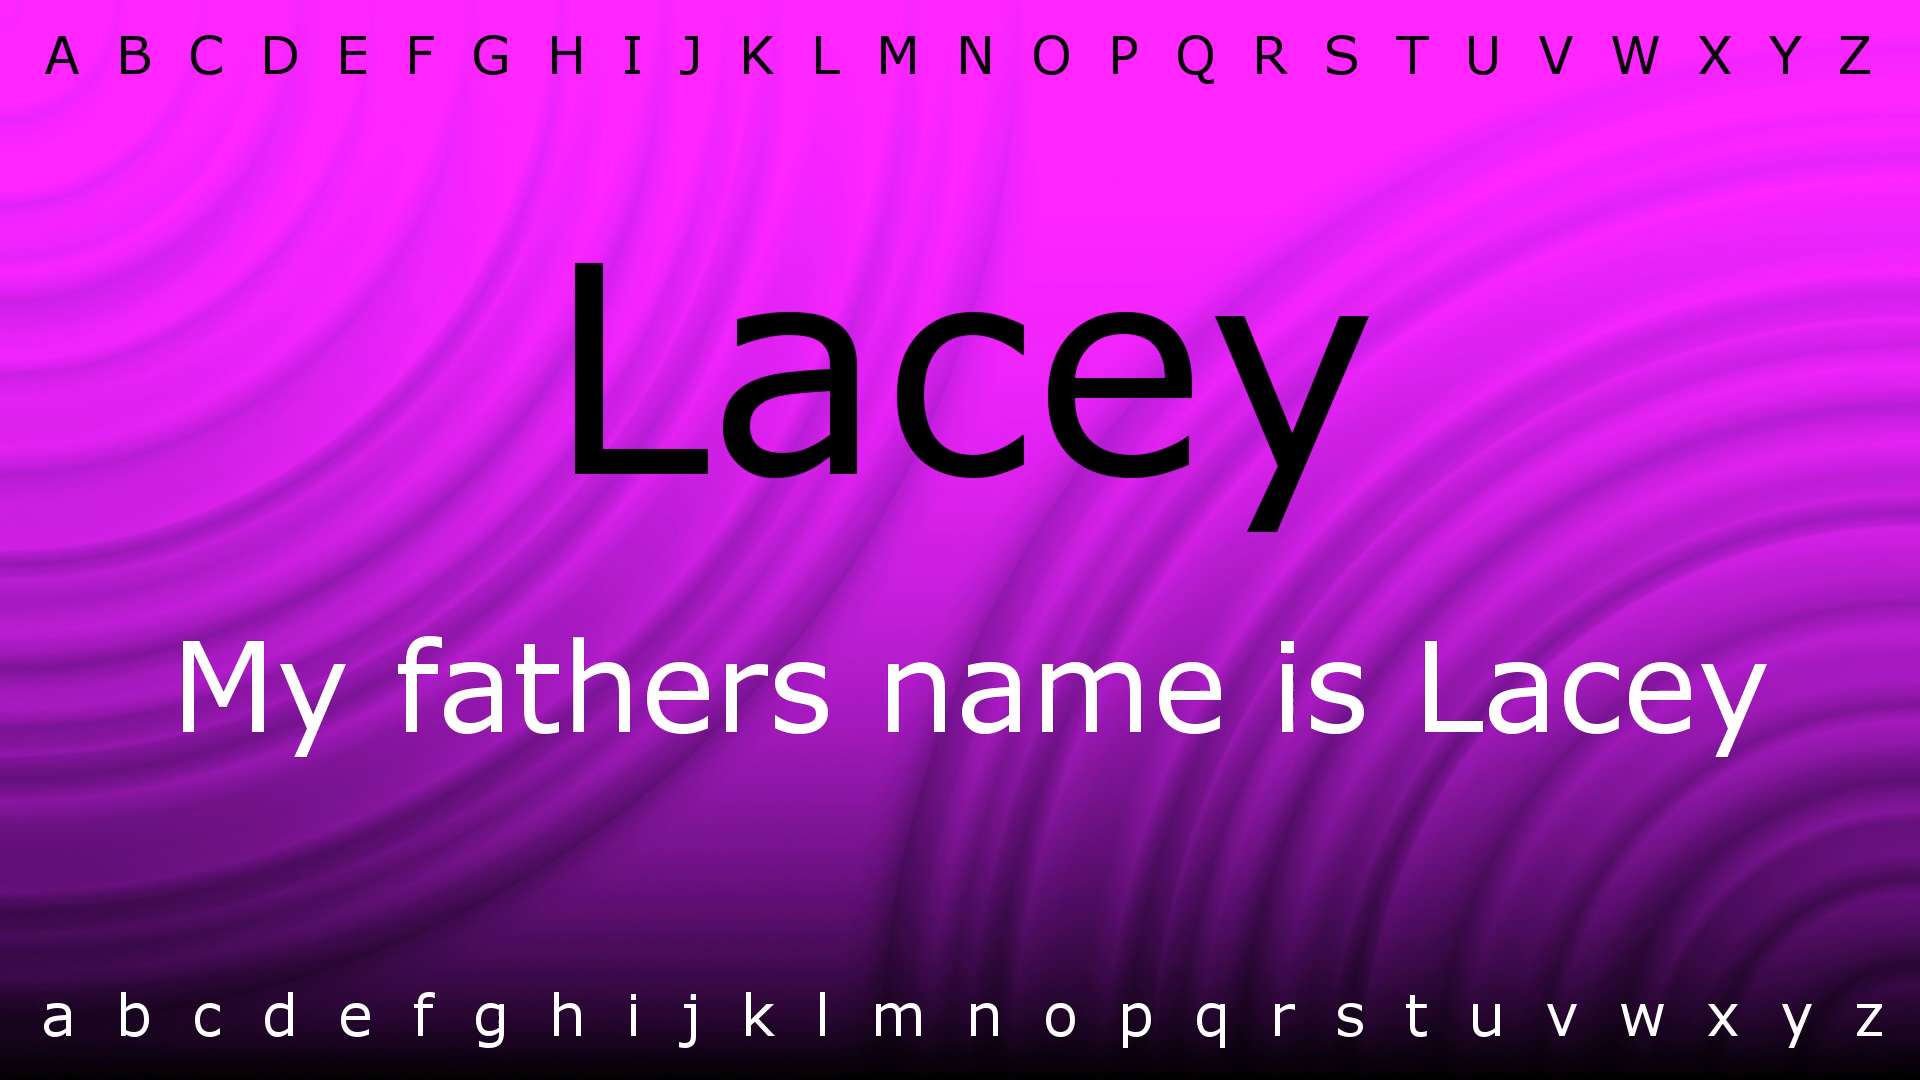 A B C D E F G H I J K L M N O P Q R S T U V W X Y Z
Lacey
My fathers name is Lacey
a b c d e f g h i j k l m n o p q r s t u v w x y z